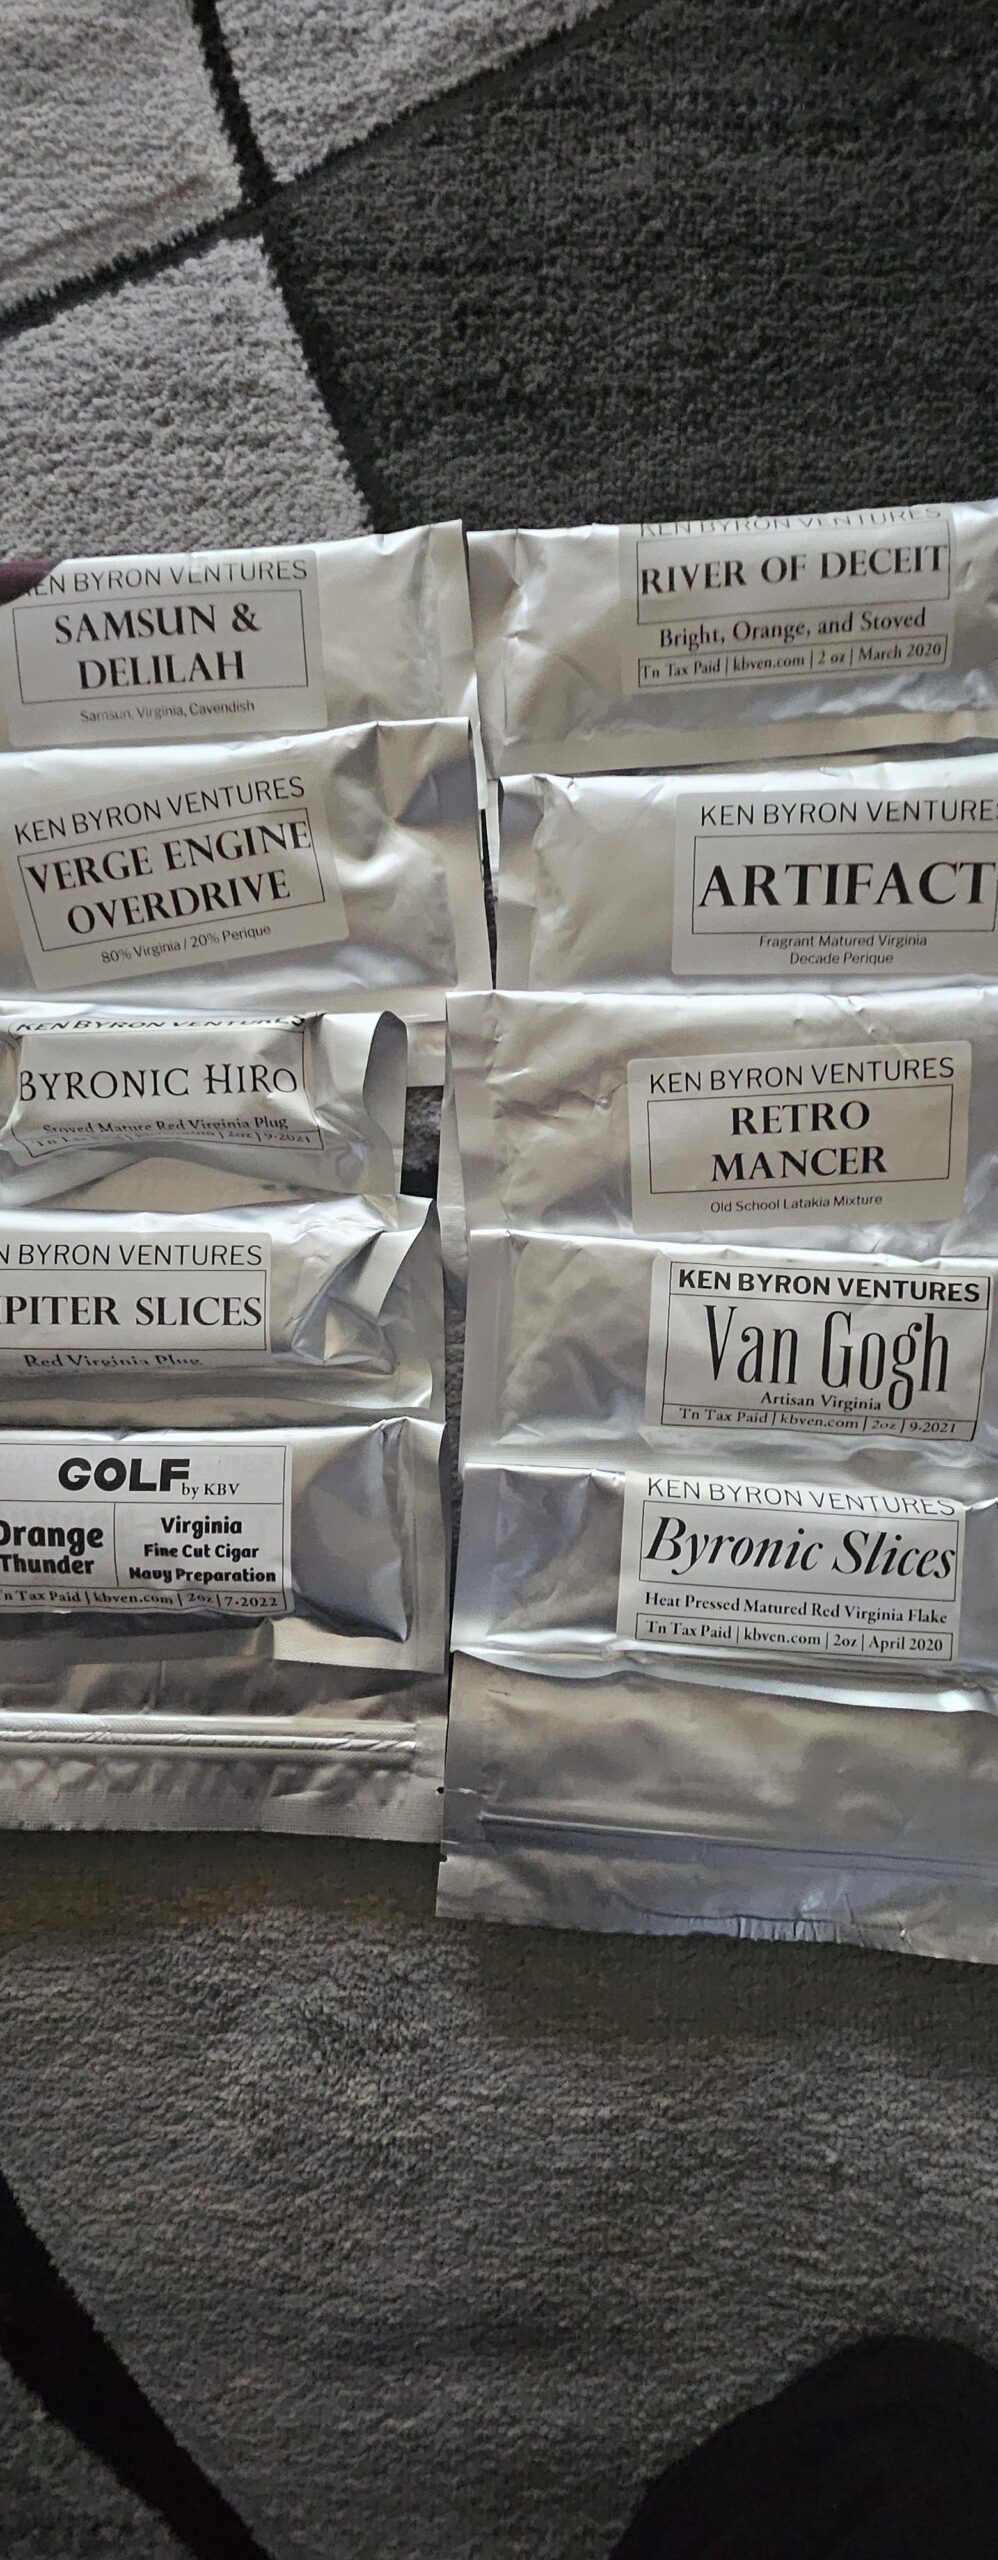 KEN BYRON VENTURES
SAMSUN &
DELILAH
Samsun, Virginia, Cavendish
KEN BYRON VENTURES
VERGE ENGINE
OVERDRIVE
80% Virginia / 20% Perique
KEN BYRON VENTURES
BYRONIC HIRO
Stoved Mature Red Virginia Plug
2oz | 9-2021
N BYRON VENTURES
PITER SLICES
Red Virginia Plug
GOLF by KBV
Orange
Thunder
Virginia
Fine Cut Cigar
Navy Preparation
Tn Tax Paid | kbven.com | 2oz | 7-2022
KEN BYRON VENTURES
RIVER OF DECEIT
Bright, Orange, and Stoved
Tn Tax Paid | kbven.com | 2 oz | March 2020
KEN BYRON VENTURES
ARTIFACT
Fragrant Matured Virginia
Decade Perique
KEN BYRON VENTURES
RETRO
MANCER
Old School Latakia Mixture
KEN BYRON VENTURES
Van Gogh
Artisan Virginia
Tn Tax Paid | kbven.com | 2oz | 9-2021
KEN BYRON VENTURES
Byronic Slices
Heat Pressed Matured Red Virginia Flake
Tn Tax Paid | kbven.com | 2oz | April 2020